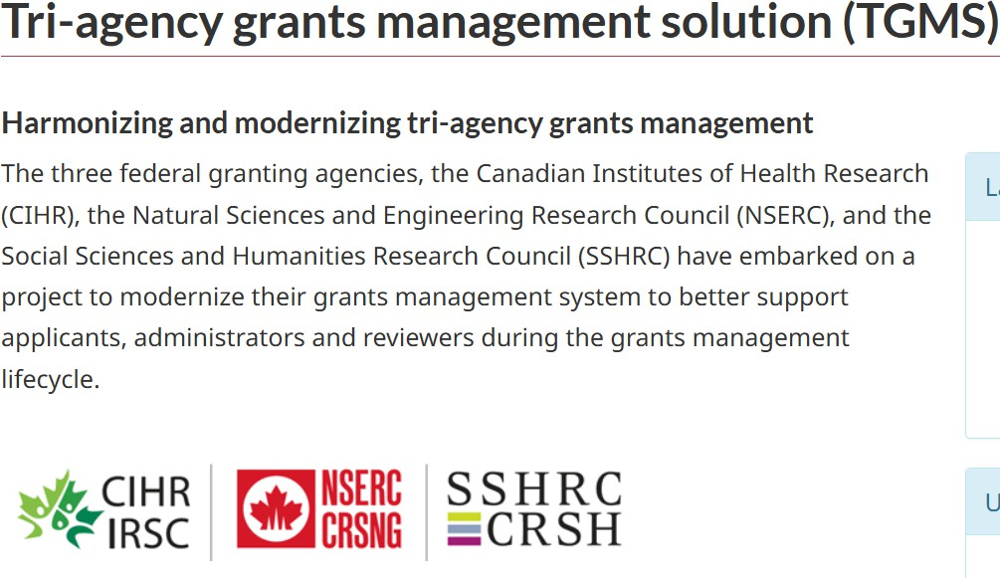 Tri-agency grants management solution (TGMS)
Harmonizing and modernizing tri-agency grants management
The three federal granting agencies, the Canadian Institutes of Health Research
(CIHR), the Natural Sciences and Engineering Research Council (NSERC), and the
Social Sciences and Humanities Research Council (SSHRC) have embarked on a
project to modernize their grants management system to better support
applicants, administrators and reviewers during the grants management
lifecycle.
CIHR
IRSC
NSERC
CRSNG
SSHRC
CRSH